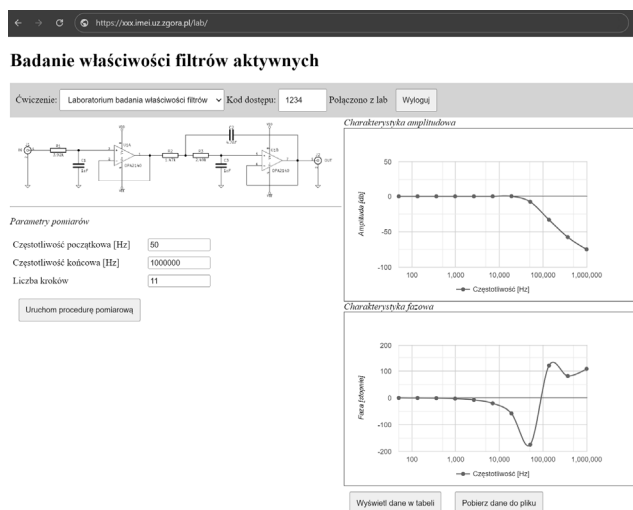 https://xxx.imei.uz.zgora.pl/lab/
Badanie właściwości filtrów aktywnych
Ćwiczenie: Laboratorium badania właściwości filtrów Kod dostępu: 1234 Połączono z lab Wyloguj
Parametry pomiarów
Częstotliwość początkowa [Hz] 50
Częstotliwość końcowa [Hz] 1000000
Liczba kroków 11
Uruchom procedurę pomiarową
Charakterystyka amplitudowa
Amplituda [db]
50
0
-50
-100
100 1,000 10,000 100,000 1,000,000
Częstotliwość [Hz]
Charakterystyka fazowa
Faza [stopnie]
200
100
0
-100
-200
100 1,000 10,000 100,000 1,000,000
Częstotliwość [Hz]
Wyświetl dane w tabeli Pobierz dane do pliku